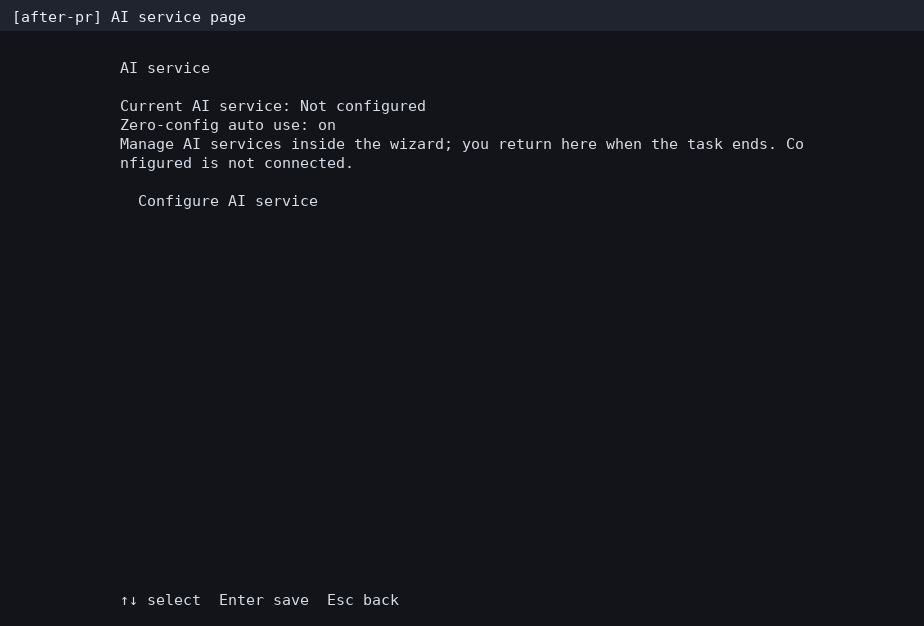 [after-pr] AI service page
AI service
Current AI service: Not configured
Zero-config auto use: on
Manage AI services inside the wizard; you return here when the task ends. Co
nfigured is not connected.
Configure AI service
↑↓ select  Enter save  Esc back